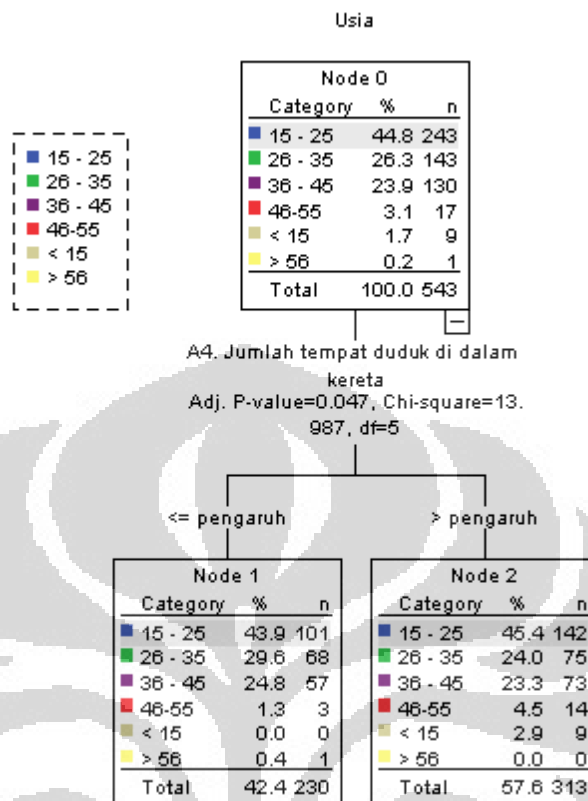 Usia
Node 0
Category % n
15 - 25 44.8 243
26 - 35 26.3 143
36 - 45 23.9 130
46-55 3.1 17
< 15 1.7 9
> 56 0.2 1
Total 100.0 543
15 - 25
26 - 35
36 - 45
46-55
< 15
> 56
A4. Jumlah tempat duduk di dalam
kereta
Adj. P-value=0.047, Chi-square=13.
987, df=5
<= pengaruh
> pengaruh
Node 1
Category % n
15 - 25 43.9 101
26 - 35 29.6 68
36 - 45 24.8 57
46-55 1.3 3
< 15 0.0 0
> 56 0.4 1
Total 42.4 230
Node 2
Category % n
15 - 25 45.4 142
26 - 35 24.0 75
36 - 45 23.3 73
46-55 4.5 14
< 15 2.9 9
> 56 0.0 0
Total 57.6 313